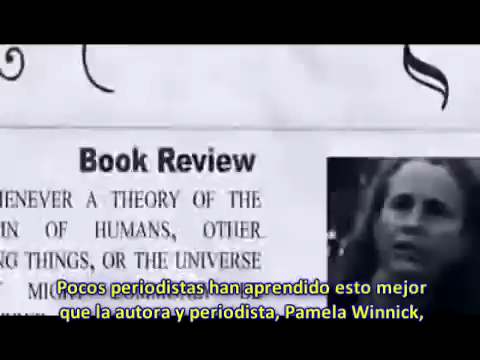 Book Review
HENEVER A THEORY OF THE
IN OF HUMANS, OTHER
NG THINGS, OR THE UNIVERSE
MIGHT
Pocos periodistas han aprendido esto mejor
que la autora y periodista, Pamela Winnick,